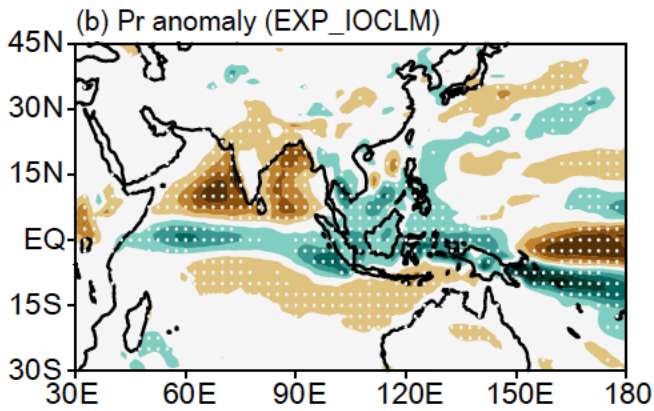 (b) Pr anomaly (EXP_IOCLM)
45N
30N
15N
EQ
15S
30S
30E 60E 90E 120E 150E 180